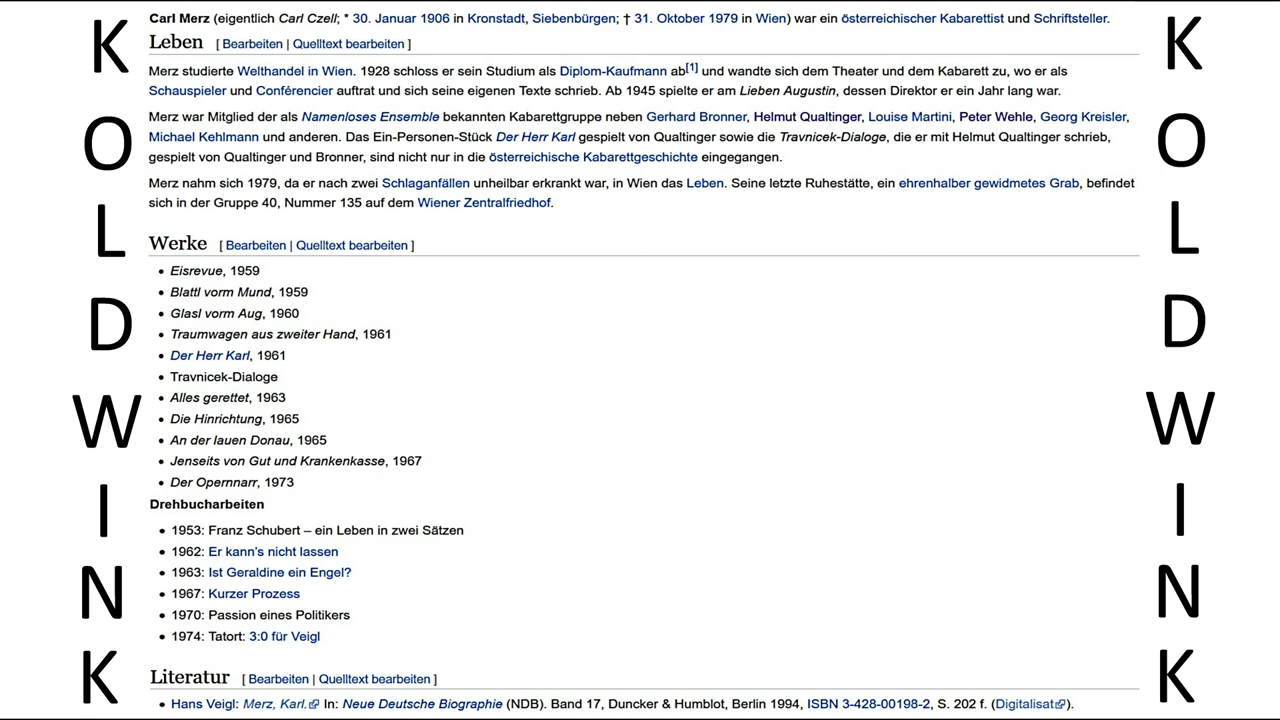 K
O
L
D
W
I
N
K
Carl Merz (eigentlich Carl Czell; * 30. Januar 1906 in Kronstadt, Siebenbürgen; † 31. Oktober 1979 in Wien) war ein österreichischer Kabarettist und Schriftsteller.
Leben [ Bearbeiten | Quelltext bearbeiten ]
Merz studierte Welthandel in Wien. 1928 schloss er sein Studium als Diplom-Kaufmann ab[1] und wandte sich dem Theater und dem Kabarett zu, wo er als
Schauspieler und Conférencier auftrat und sich seine eigenen Texte schrieb. Ab 1945 spielte er am Lieben Augustin, dessen Direktor er ein Jahr lang war.
Merz war Mitglied der als Namenloses Ensemble bekannten Kabarettgruppe neben Gerhard Bronner, Helmut Qualtinger, Louise Martini, Peter Wehle, Georg Kreisler,
Michael Kehlmann und anderen. Das Ein-Personen-Stück Der Herr Karl gespielt von Qualtinger sowie die Travnicek-Dialoge, die er mit Helmut Qualtinger schrieb,
gespielt von Qualtinger und Bronner, sind nicht nur in die österreichische Kabarettgeschichte eingegangen.
Merz nahm sich 1979, da er nach zwei Schlaganfällen unheilbar erkrankt war, in Wien das Leben. Seine letzte Ruhestätte, ein ehrenhalber gewidmetes Grab, befindet
sich in der Gruppe 40, Nummer 135 auf dem Wiener Zentralfriedhof.
Werke [ Bearbeiten | Quelltext bearbeiten ]
• Eisrevue, 1959
• Blattl vorm Mund, 1959
• Glasl vorm Aug, 1960
• Traumwagen aus zweiter Hand, 1961
• Der Herr Karl, 1961
• Travnicek-Dialoge
• Alles gerettet, 1963
• Die Hinrichtung, 1965
• An der lauen Donau, 1965
• Jenseits von Gut und Krankenkasse, 1967
• Der Opernnarr, 1973
Drehbucharbeiten
• 1953: Franz Schubert – ein Leben in zwei Sätzen
• 1962: Er kann's nicht lassen
• 1963: Ist Geraldine ein Engel?
• 1967: Kurzer Prozess
• 1970: Passion eines Politikers
• 1974: Tatort: 3:0 für Veigl
Literatur [ Bearbeiten | Quelltext bearbeiten ]
• Hans Veigl: Merz, Karl. In: Neue Deutsche Biographie (NDB). Band 17, Duncker & Humblot, Berlin 1994, ISBN 3-428-00198-2, S. 202 f. (Digitalisat).
K
O
L
D
W
I
N
K